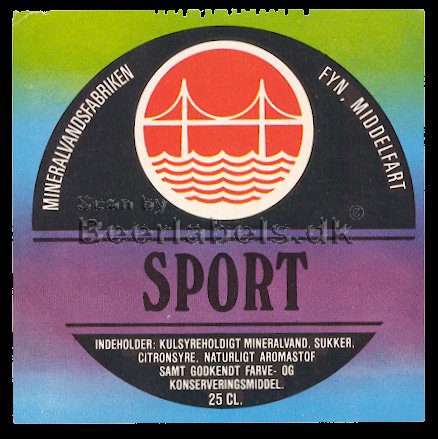 MINERALVANDSFABRIKEN
FYN, MIDDELFART
Scan by
©
Beerlabels.dk
SPORT
INDEHOLDER: KULSYREHOLDIGT MINERALVAND, SUKKER,
CITRONSYRE, NATURLIGT AROMASTOF
SAMT GODKENDT FARVE- OG
KONSERVERINGSMIDDEL.
25 CL.